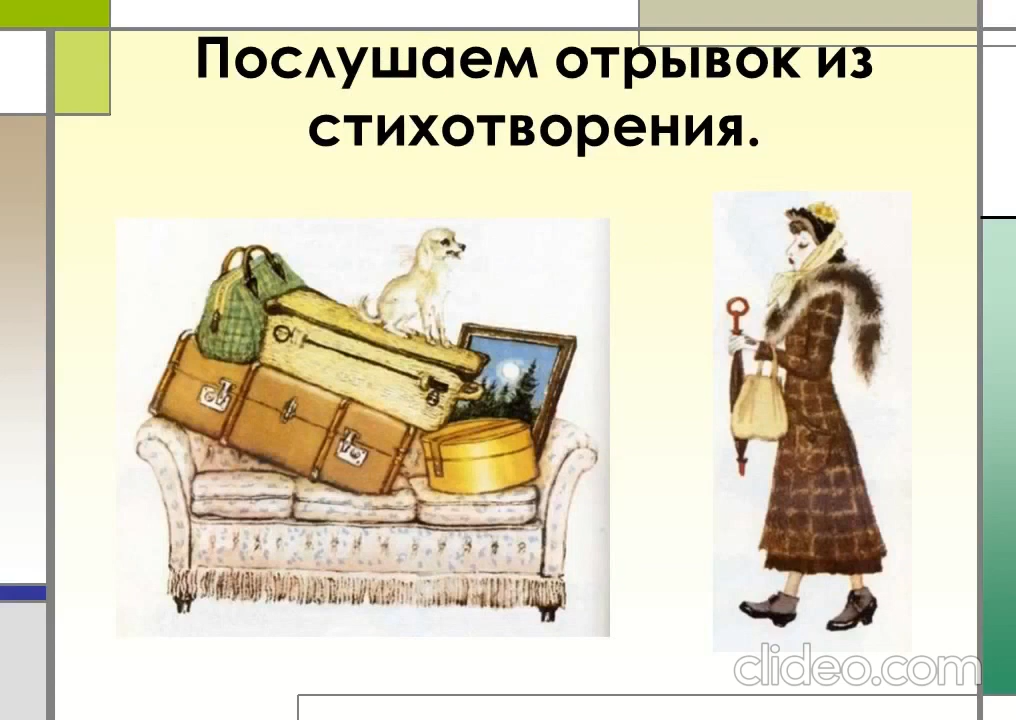 Послушаем отрывок из
стихотворения.
clideo.com